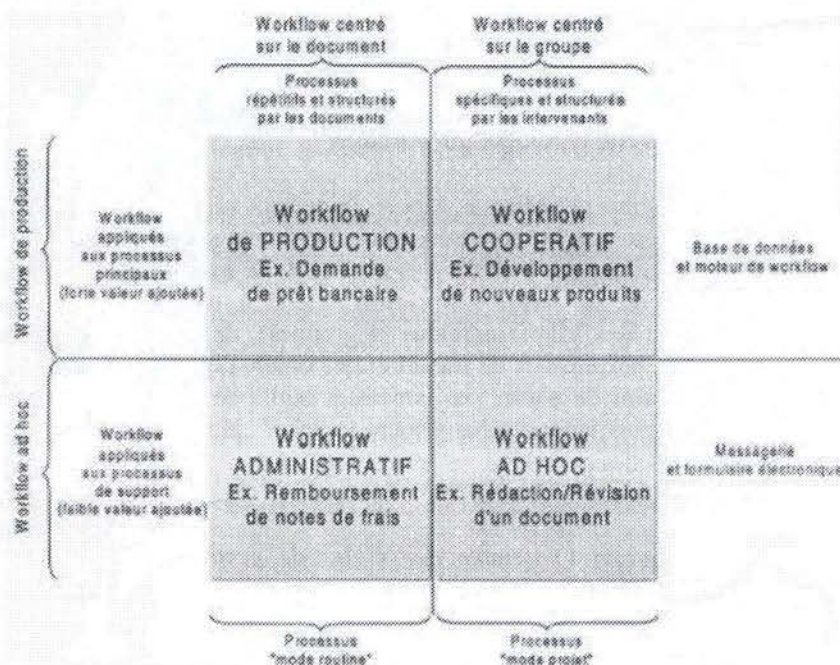 Workflow centré
sur le document
Workflow centré
sur le groupe
Processus
répétitifs et structurés
par les documents
Processus
spécifiques et structurés
par les intervenants
Workflow de production
Workflow
appliqués
aux processus
principaux
(forte valeur ajoutée)
Workflow
de PRODUCTION
Ex. Demande
de prêt bancaire
Workflow
COOPERATIF
Ex. Développement
de nouveaux produits
Base de données
et moteur de workflow
Workflow ad hoc
Workflow
appliqués
aux processus
de support
(faible valeur ajoutée)
Workflow
ADMINISTRATIF
Ex. Remboursement
de notes de frais
Workflow
AD HOC
Ex. Rédaction/Révision
d'un document
Messagerie
et formulaire électronique
Processus
"mode routine"
Processus
"mode projet"